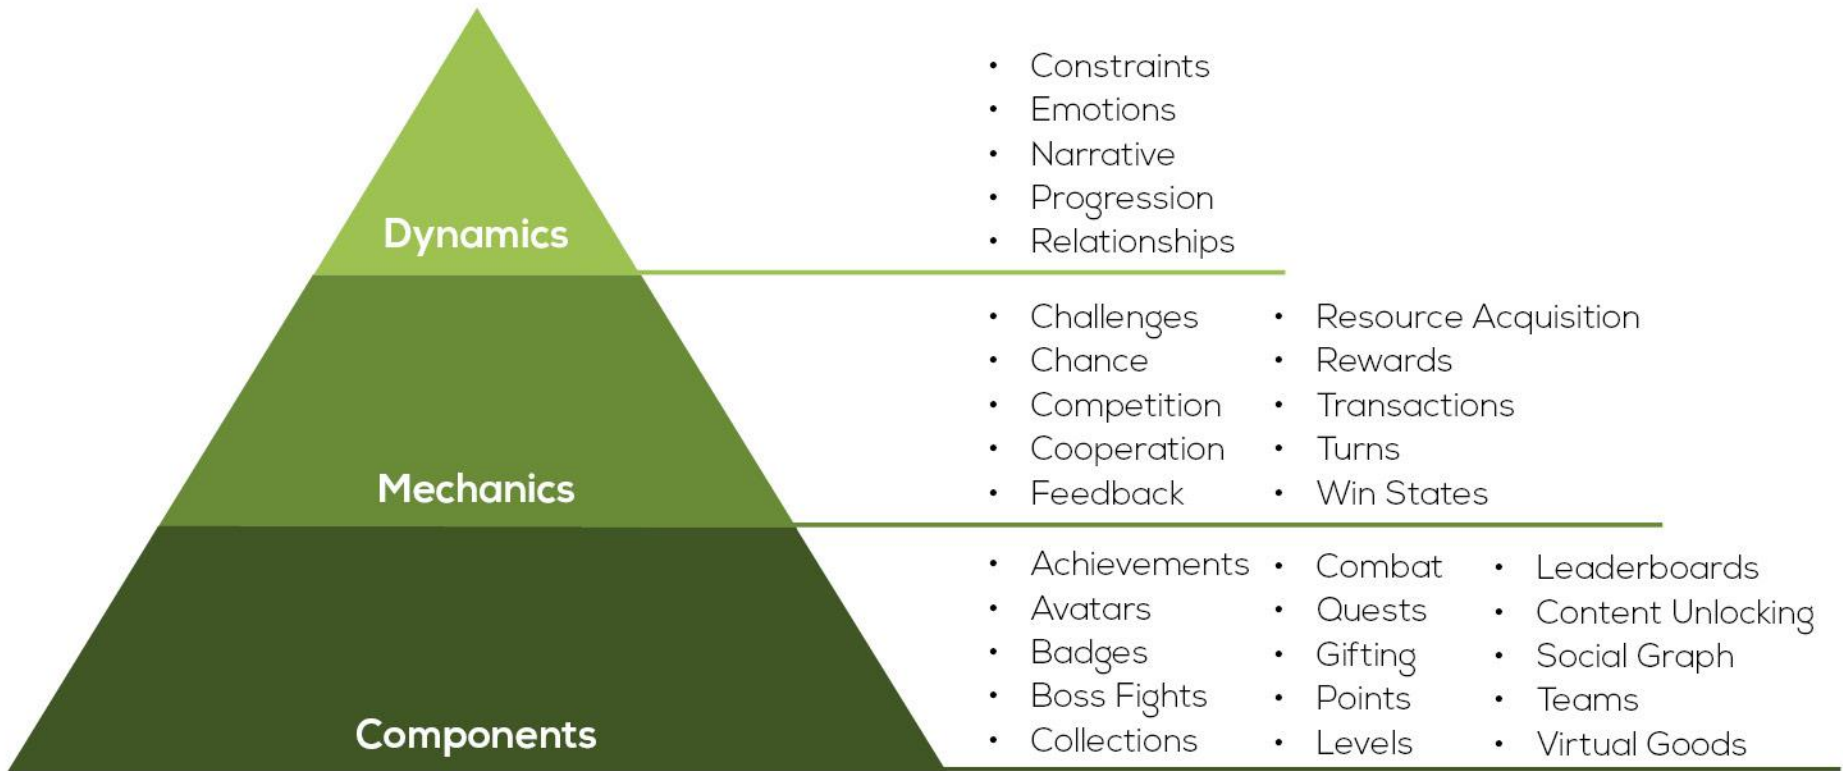 Dynamics
• Constraints
• Emotions
• Narrative
• Progression
• Relationships
Mechanics
• Challenges
• Chance
• Competition
• Cooperation
• Feedback
• Resource Acquisition
• Rewards
• Transactions
• Turns
• Win States
Components
• Achievements
• Avatars
• Badges
• Boss Fights
• Collections
• Combat
• Quests
• Gifting
• Points
• Levels
• Leaderboards
• Content Unlocking
• Social Graph
• Teams
• Virtual Goods